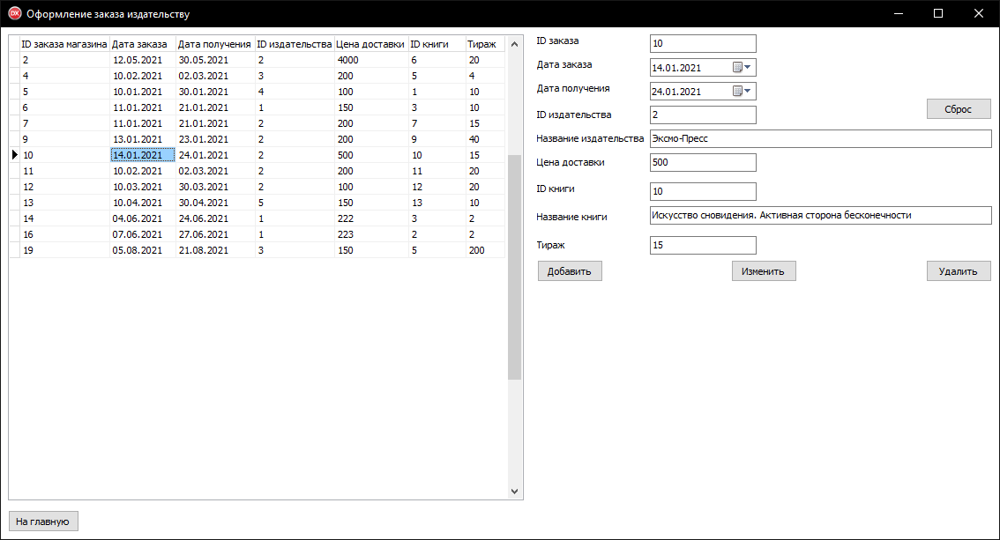 Оформление заказа издательству
ID заказа магазина Дата заказа Дата получения ID издательства Цена доставки ID книги Тираж
2 12.05.2021 30.05.2021 2 4000 6 20
4 10.02.2021 02.03.2021 3 200 5 4
5 10.01.2021 30.01.2021 4 100 1 10
6 11.01.2021 21.01.2021 1 150 3 10
7 11.01.2021 21.01.2021 2 200 7 15
9 13.01.2021 23.01.2021 2 200 9 40
10 14.01.2021 24.01.2021 2 500 10 15
11 10.02.2021 02.03.2021 2 200 11 20
12 10.03.2021 30.03.2021 2 100 12 20
13 10.04.2021 30.04.2021 5 150 13 10
14 04.06.2021 24.06.2021 1 222 3 2
16 07.06.2021 27.06.2021 1 223 2 2
19 05.08.2021 21.08.2021 3 150 5 200
ID заказа 10
Дата заказа 14.01.2021
Дата получения 24.01.2021
Сброс
ID издательства 2
Название издательства Эксмо-Пресс
Цена доставки 500
ID книги 10
Название книги Искусство сновидения. Активная сторона бесконечности
Тираж 15
Добавить Изменить Удалить
На главную